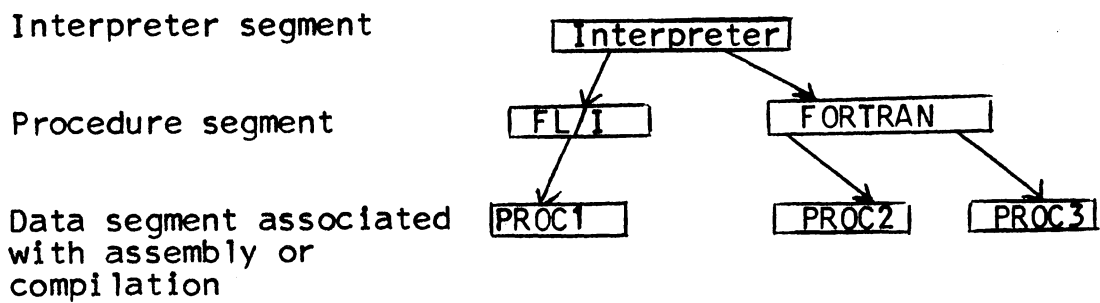 Interpreter segment
Interpreter
Procedure segment
FL I
FORTRAN
Data segment associated
with assembly or
compilation
PROC1
PROC2
PROC3